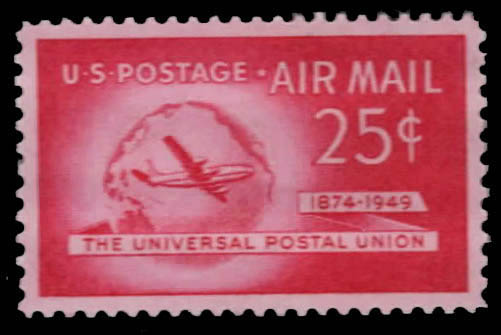 U·S·POSTAGE · AIR MAIL
25¢
1874-1949
THE UNIVERSAL POSTAL UNION